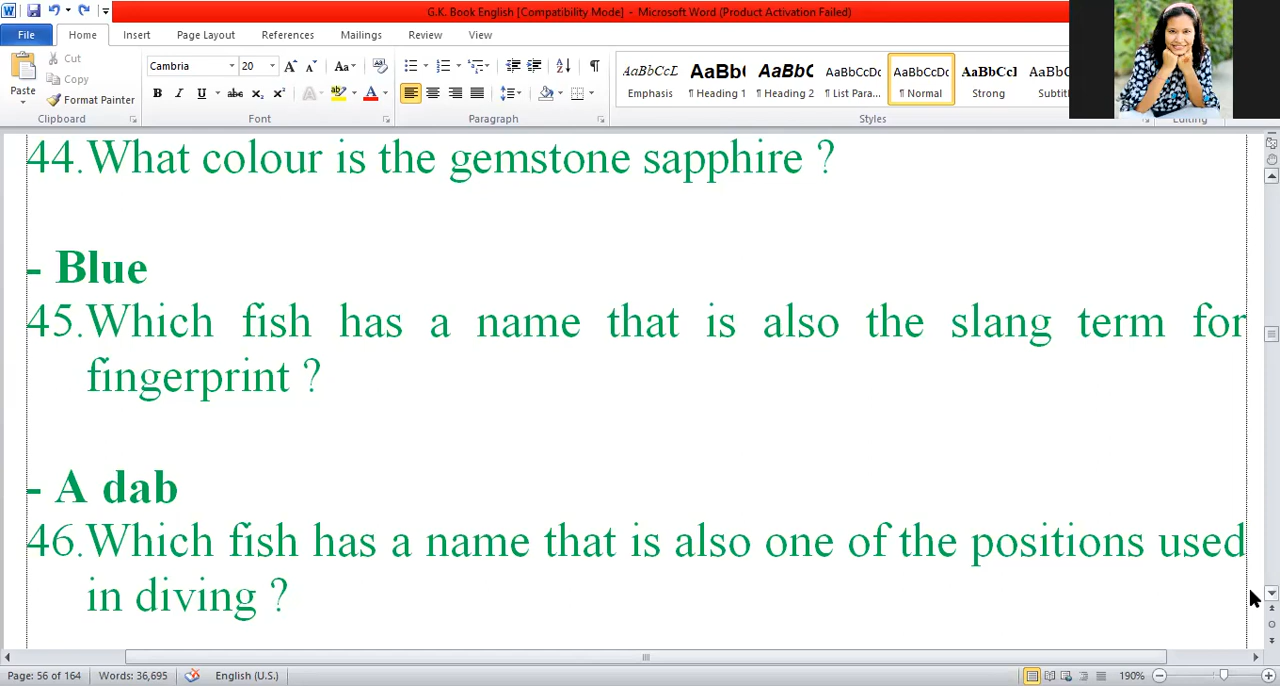 G.K. Book English [Compatibility Mode] - Microsoft Word (Product Activation Failed)
File Home Insert Page Layout References Mailings Review View
Paste
Cut
Copy
Format Painter
Cambria 20
AaBbCcL AaBb( AaBbC AaBbCcDc AaBbCcDc AaBbCcI AaBbC
Emphasis ¶ Heading 1 ¶ Heading 2 ¶ List Para... ¶ Normal Strong Subtit
Clipboard Font Paragraph Styles Editing
44. What colour is the gemstone sapphire ?
- Blue
45. Which fish has a name that is also the slang term for
fingerprint ?
- A dab
46. Which fish has a name that is also one of the positions used
in diving ?
Page: 56 of 164 Words: 36,695 English (U.S.) 190%